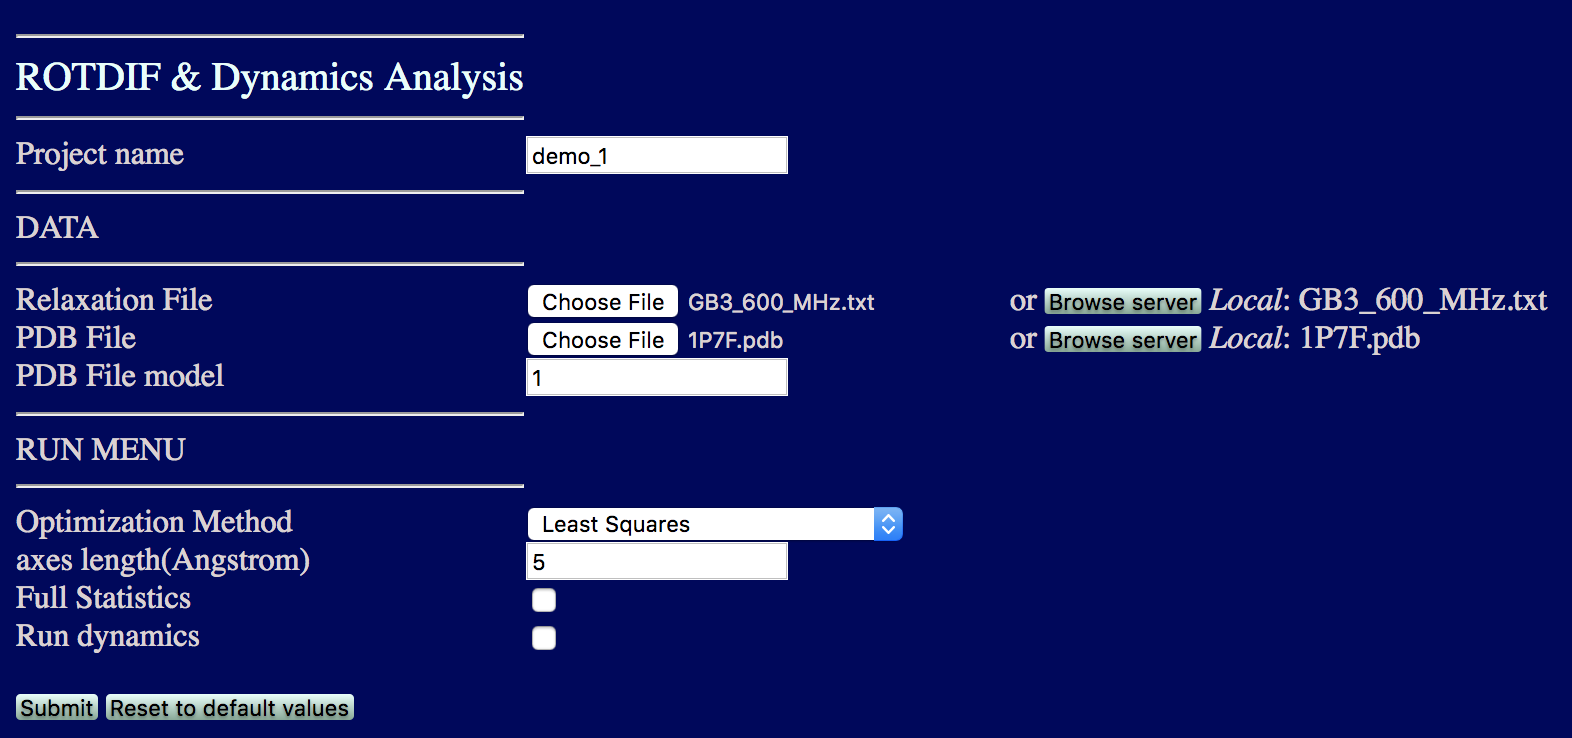 ROTDIF & Dynamics Analysis
Project name demo_1
DATA
Relaxation File Choose File GB3_600_MHz.txt or Browse server Local: GB3_600_MHz.txt
PDB File Choose File 1P7F.pdb or Browse server Local: 1P7F.pdb
PDB File model 1
RUN MENU
Optimization Method Least Squares
axes length(Angstrom) 5
Full Statistics
Run dynamics
Submit Reset to default values